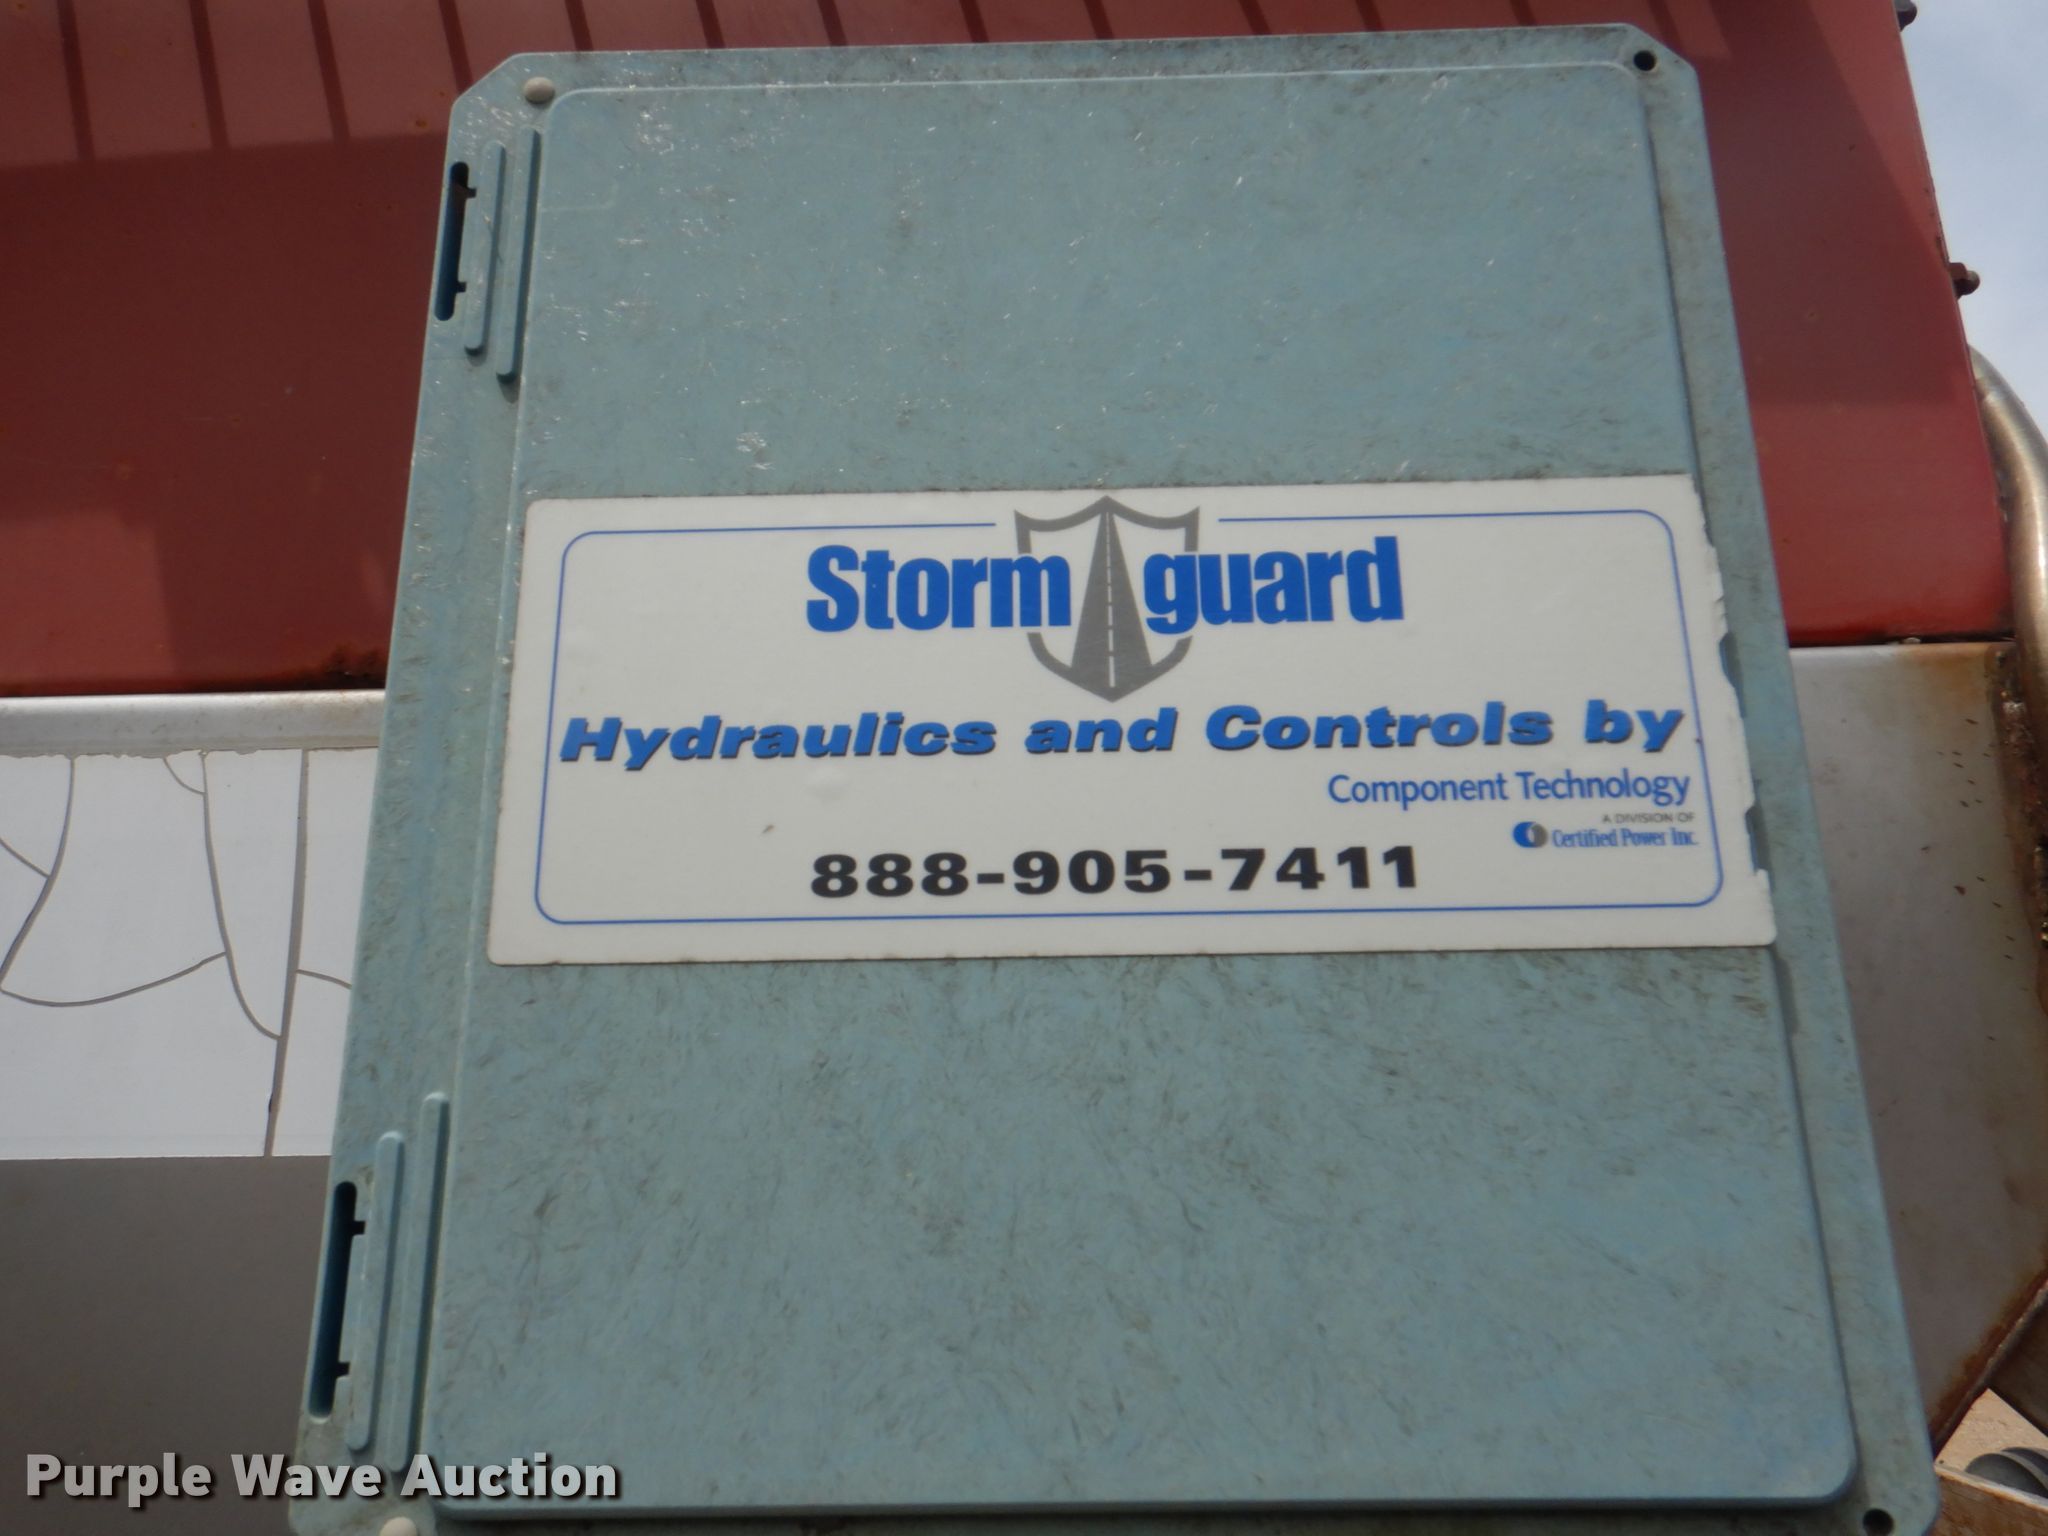 Storm guard
Hydraulics and Controls by
Component Technology
A DIVISION OF
Certified Power Inc.
888-905-7411
Purple Wave Auction